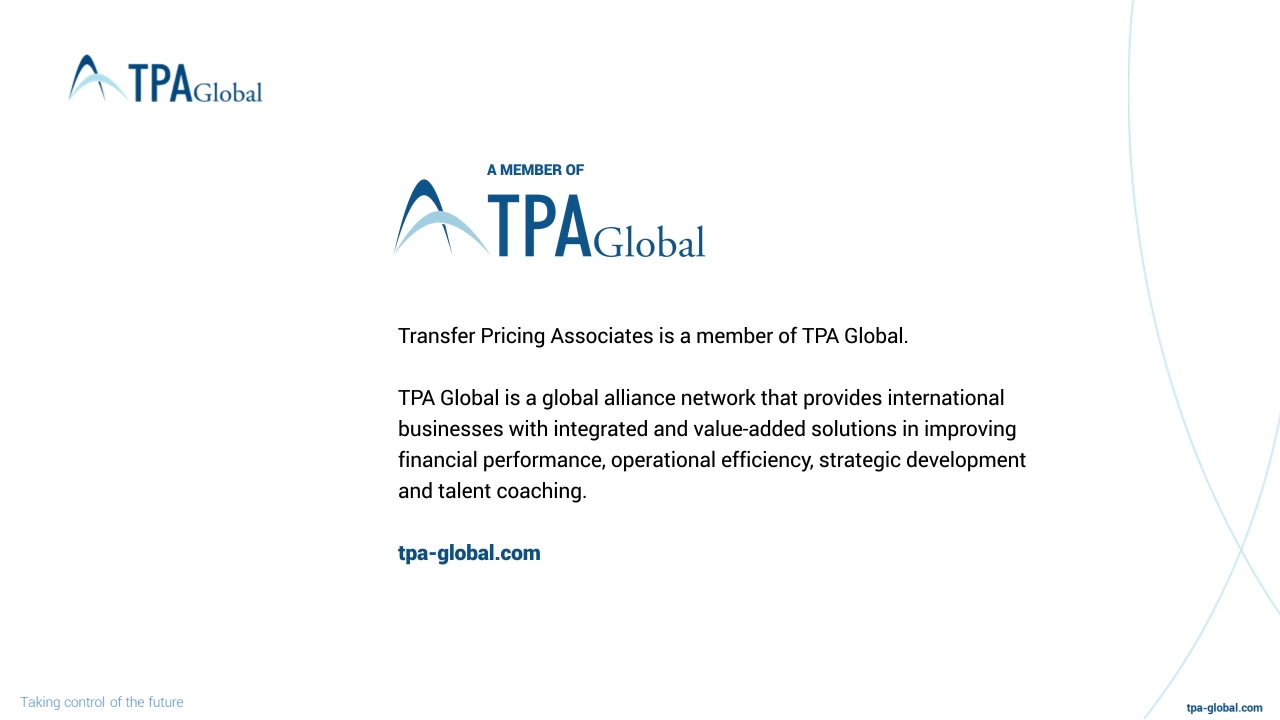 TPAGlobal
A MEMBER OF
TPAGlobal
Transfer Pricing Associates is a member of TPA Global.
TPA Global is a global alliance network that provides international
businesses with integrated and value-added solutions in improving
financial performance, operational efficiency, strategic development
and talent coaching.
tpa-global.com
Taking control of the future
tpa-global.com